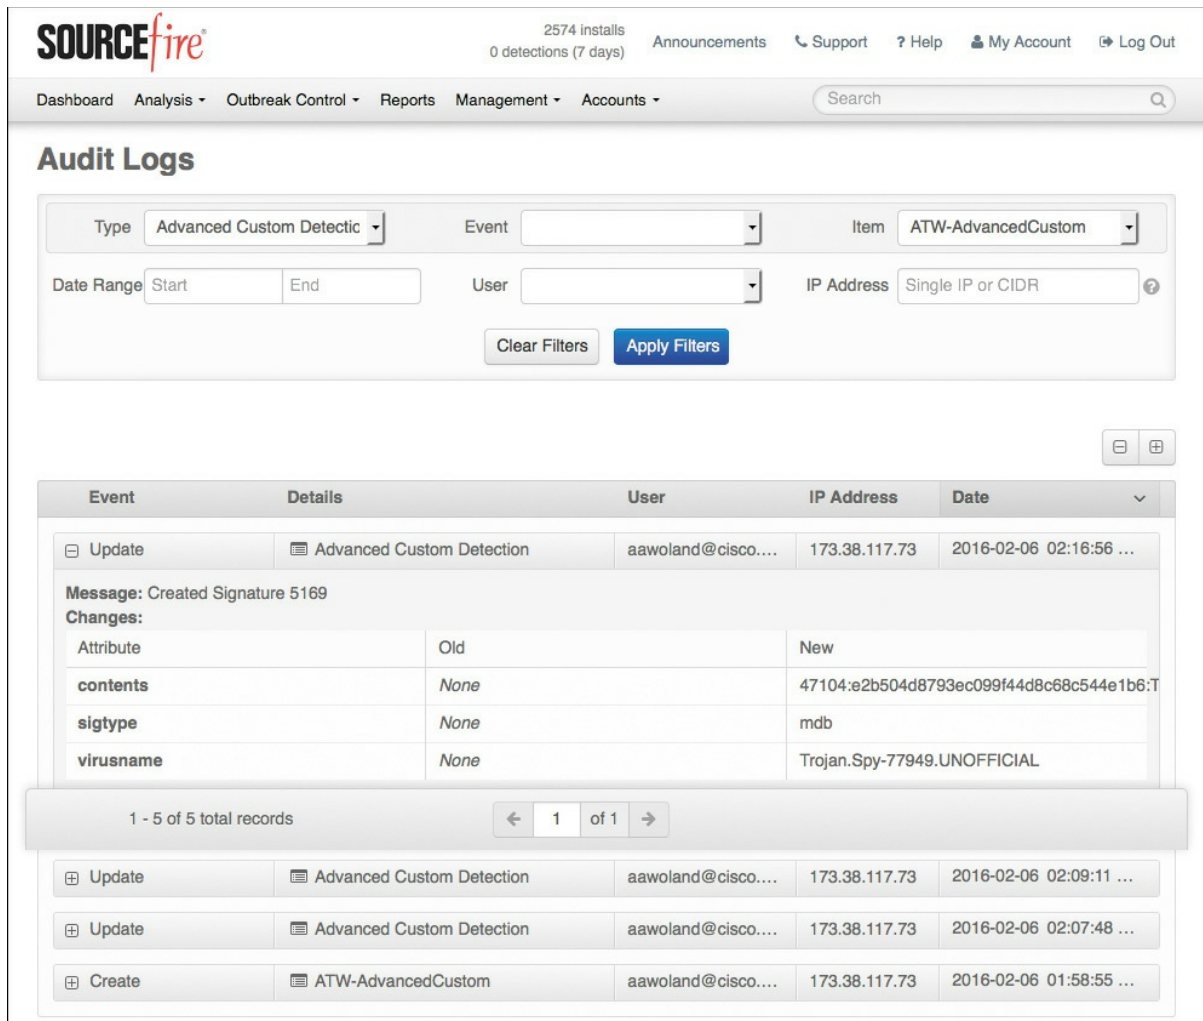 SOURCEfire®
2574 installs
0 detections (7 days)
Announcements Support ? Help My Account Log Out
Dashboard Analysis Outbreak Control Reports Management Accounts Search
Audit Logs
Type Advanced Custom Detectio Event Item ATW-AdvancedCustom
Date Range Start End User IP Address Single IP or CIDR ?
Clear Filters Apply Filters
Event Details User IP Address Date
Update Advanced Custom Detection aawoland@cisco.... 173.38.117.73 2016-02-06 02:16:56 ...
Message: Created Signature 5169
Changes:
Attribute Old New
contents None 47104:e2b504d8793ec099f44d8c68c544e1b6:T
sigtype None mdb
virusname None Trojan.Spy-77949.UNOFFICIAL
1 - 5 of 5 total records 1 of 1
Update Advanced Custom Detection aawoland@cisco.... 173.38.117.73 2016-02-06 02:09:11 ...
Update Advanced Custom Detection aawoland@cisco.... 173.38.117.73 2016-02-06 02:07:48 ...
Create ATW-AdvancedCustom aawoland@cisco.... 173.38.117.73 2016-02-06 01:58:55 ...